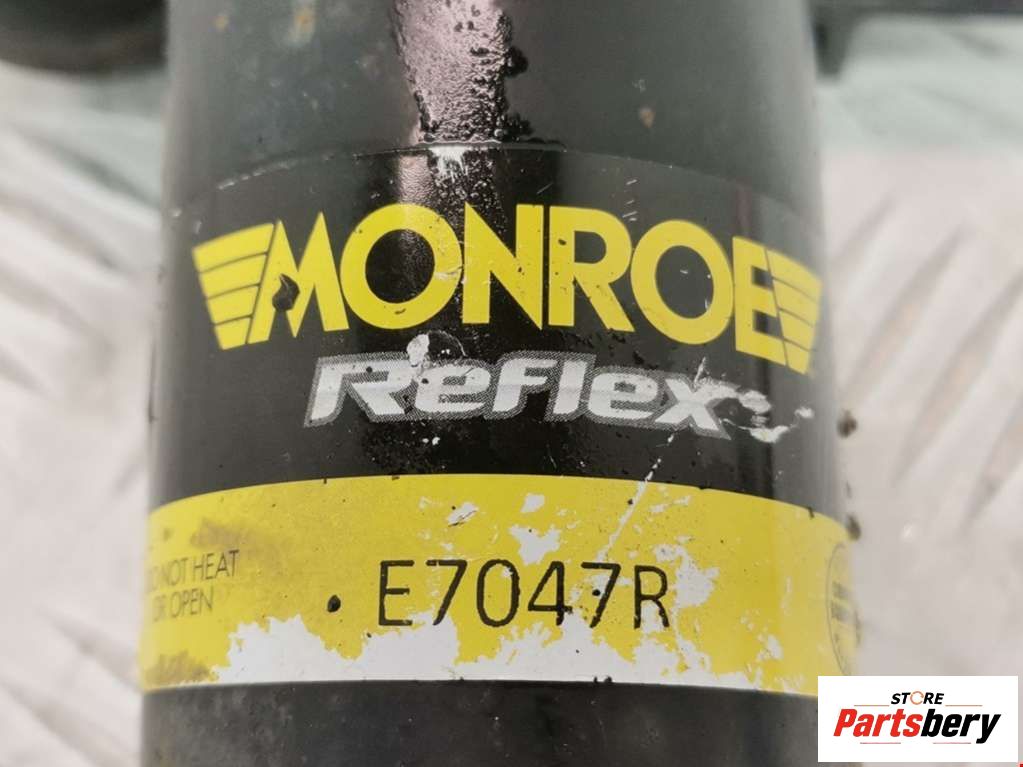 MONROE
Reflex
DO NOT HEAT
OR OPEN
E7047R
STORE
Partsbery